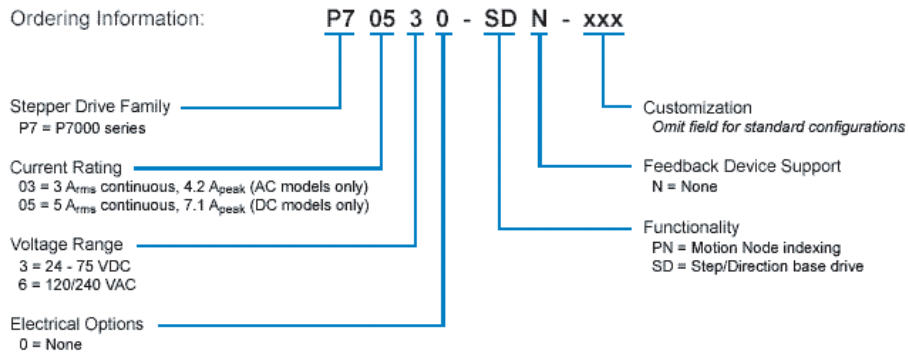 Ordering Information: P7 05 3 0 - SD N - xxx
Stepper Drive Family
P7 = P7000 series
Current Rating
03 = 3 Arms continuous, 4.2 Apeak (AC models only)
05 = 5 Arms continuous, 7.1 Apeak (DC models only)
Voltage Range
3 = 24 - 75 VDC
6 = 120/240 VAC
Electrical Options
0 = None
Customization
Omit field for standard configurations
Feedback Device Support
N = None
Functionality
PN = Motion Node indexing
SD = Step/Direction base drive